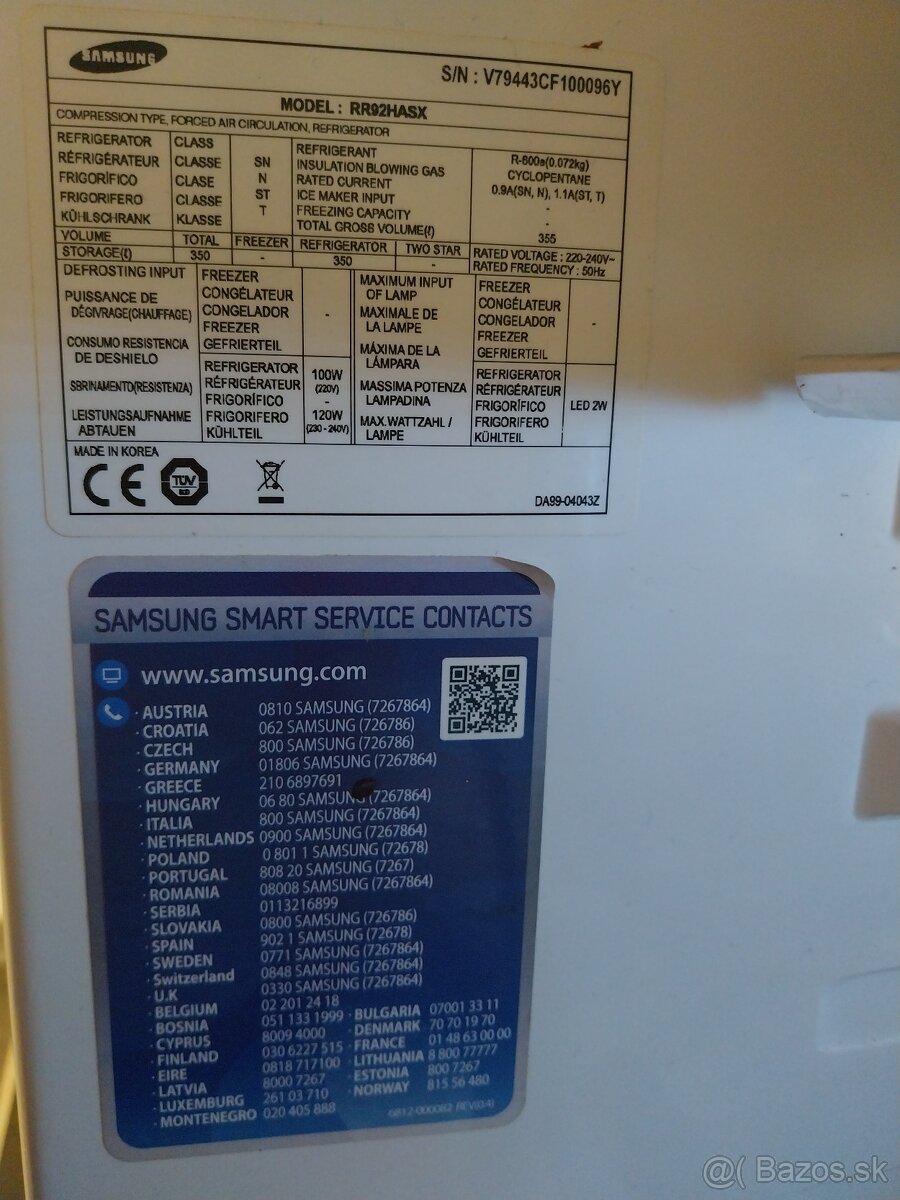 SAMSUNG
S/N : V79443CF100096Y
MODEL : RR92HASX
COMPRESSION TYPE, FORCED AIR CIRCULATION, REFRIGERATOR
REFRIGERATOR CLASS REFRIGERANT R-600a(0.072kg)
RÉFRIGÉRATEUR CLASSE SN INSULATION BLOWING GAS CYCLOPENTANE
FRIGORÍFICO CLASE N RATED CURRENT 0.9A(SN, N), 1.1A(ST, T)
FRIGORIFERO CLASSE ST ICE MAKER INPUT -
KÜHLSCHRANK KLASSE T FREEZING CAPACITY -
TOTAL GROSS VOLUME(ℓ) 355
VOLUME TOTAL FREEZER REFRIGERATOR TWO STAR RATED VOLTAGE : 220-240V~
STORAGE(ℓ) 350 - 350 - RATED FREQUENCY : 50Hz
DEFROSTING INPUT
PUISSANCE DE
DÉGIVRAGE(CHAUFFAGE)
CONSUMO RESISTENCIA
DE DESHIELO
SBRINAMENTO(RESISTENZA)
LEISTUNGSAUFNAHME
ABTAUEN
FREEZER
CONGÉLATEUR
CONGELADOR -
FREEZER
GEFRIERTEIL
REFRIGERATOR 100W
RÉFRIGÉRATEUR (220V)
FRIGORÍFICO -
FRIGORIFERO 120W
KÜHLTEIL (230 - 240V)
MAXIMUM INPUT
OF LAMP
MAXIMALE DE
LA LAMPE
MÁXIMA DE LA
LÁMPARA
MASSIMA POTENZA
LAMPADINA
MAX.WATTZAHL /
LAMPE
FREEZER
CONGÉLATEUR
CONGELADOR -
FREEZER
GEFRIERTEIL
REFRIGERATOR
RÉFRIGÉRATEUR
FRIGORÍFICO LED 2W
FRIGORIFERO
KÜHLTEIL
MADE IN KOREA
CE TÜV
DA99-04043Z
SAMSUNG SMART SERVICE CONTACTS
www.samsung.com
· AUSTRIA 0810 SAMSUNG (7267864)
· CROATIA 062 SAMSUNG (726786)
· CZECH 800 SAMSUNG (726786)
· GERMANY 01806 SAMSUNG (7267864)
· GREECE 210 6897691
· HUNGARY 06 80 SAMSUNG (7267864)
· ITALIA 800 SAMSUNG (7267864)
· NETHERLANDS 0900 SAMSUNG (7267864)
· POLAND 0 801 1 SAMSUNG (72678)
· PORTUGAL 808 20 SAMSUNG (7267)
· ROMANIA 08008 SAMSUNG (7267864)
· SERBIA 0113216899
· SLOVAKIA 0800 SAMSUNG (726786)
· SPAIN 902 1 SAMSUNG (72678)
· SWEDEN 0771 SAMSUNG (7267864)
· Switzerland 0848 SAMSUNG (7267864)
· U.K 0330 SAMSUNG (7267864)
· BELGIUM 02 201 24 18
· BOSNIA 051 133 1999 · BULGARIA 07001 33 11
· CYPRUS 8009 4000 · DENMARK 70 70 19 70
· FINLAND 030 6227 515 · FRANCE 01 48 63 00 00
· EIRE 0818 717100 · LITHUANIA 8 800 77777
· LATVIA 8000 7267 · ESTONIA 800 7267
· LUXEMBURG 261 03 710 · NORWAY 815 56 480
· MONTENEGRO 020 405 888
6812-000082 REV(0.4)
@( Bazos.sk